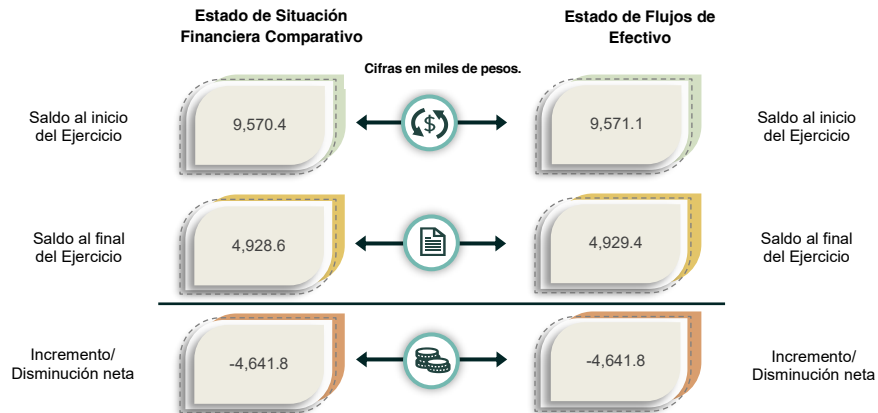 Estado de Situación
Financiera Comparativo
Estado de Flujos de
Efectivo
Cifras en miles de pesos.
Saldo al inicio
del Ejercicio
9,570.4
$
9,571.1
Saldo al inicio
del Ejercicio
Saldo al final
del Ejercicio
4,928.6
4,929.4
Saldo al final
del Ejercicio
Incremento/
Disminución neta
-4,641.8
-4,641.8
Incremento/
Disminución neta